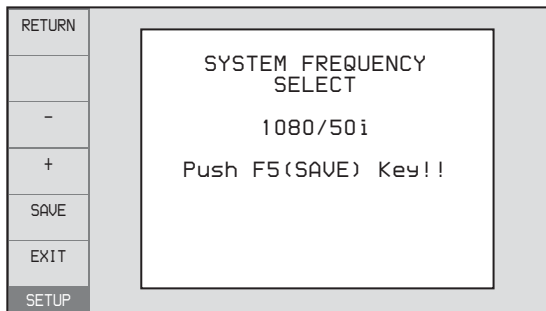 RETURN
-
+
SAVE
EXIT
SETUP
SYSTEM FREQUENCY
SELECT
1080/50i
Push F5(SAVE) Key!!